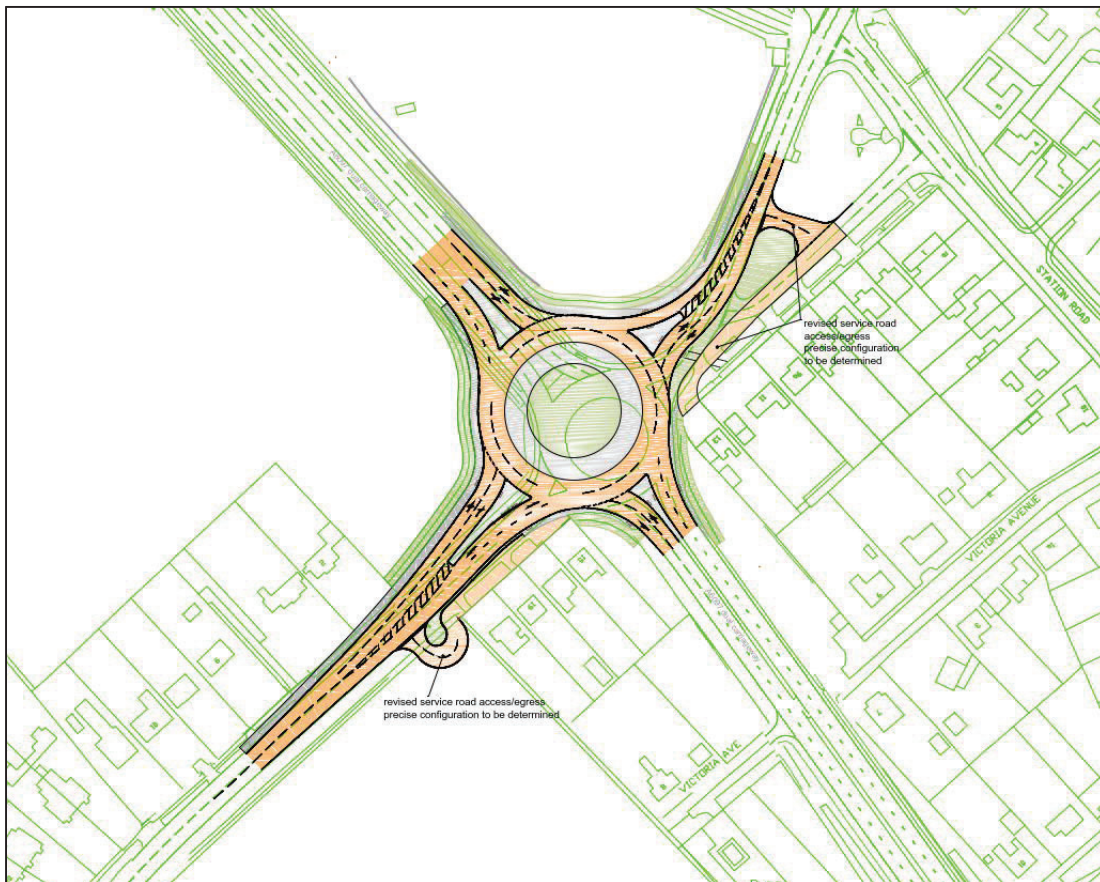 STATION ROAD
revised service road
access/egress
precise configuration
to be determined
VICTORIA AVENUE
revised service road access/egress
precise configuration to be determined
VICTORIA AVE